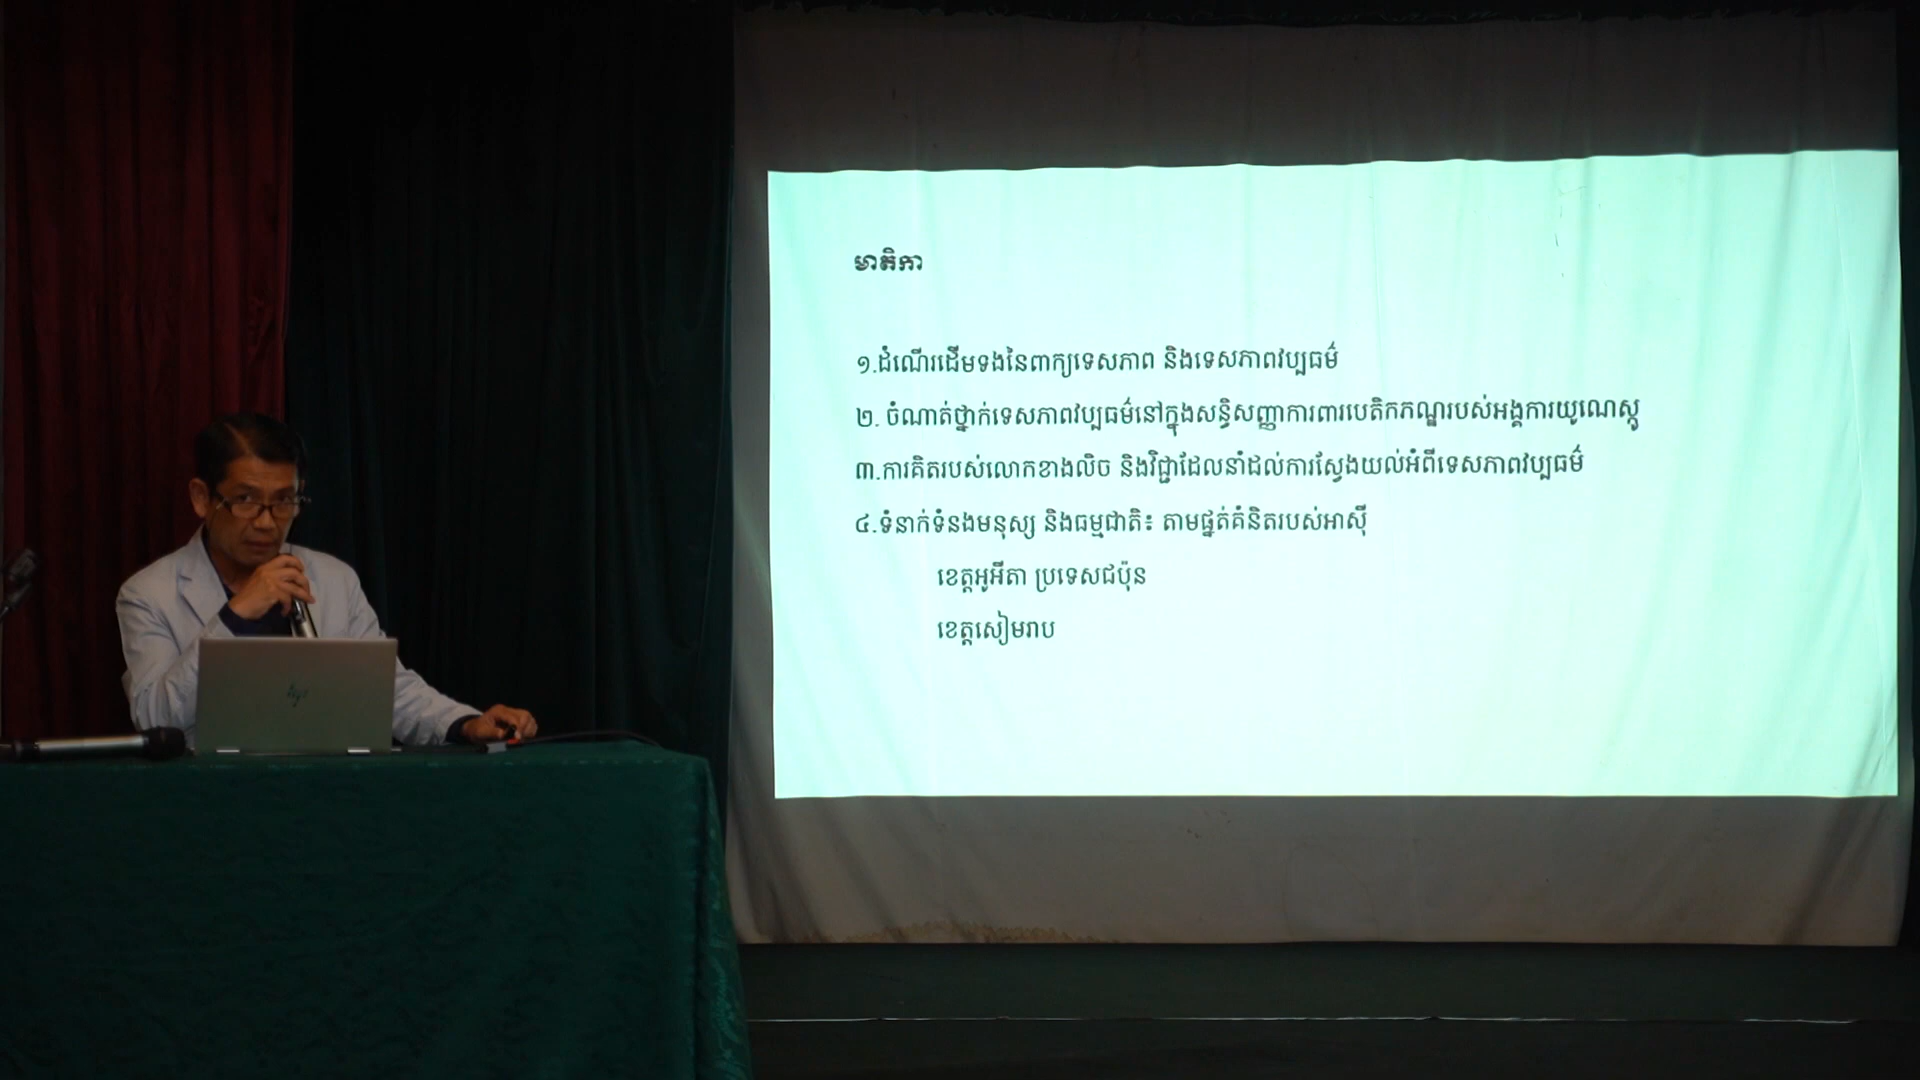 មាតិកា
១.ដំណើរដើមទងនៃពាក្យទេសភាព និងទេសភាពវប្បធម៌
២. ចំណាត់ថ្នាក់ទេសភាពវប្បធម៌នៅក្នុងសន្ធិសញ្ញាការពារបេតិកភណ្ឌរបស់អង្គការយូណេស្កូ
៣.ការគិតរបស់លោកខាងលិច និងវិជ្ជាដែលនាំដល់ការស្វែងយល់អំពីទេសភាពវប្បធម៌
៤.ទំនាក់ទំនងមនុស្ស និងធម្មជាតិ៖ តាមផ្នត់គំនិតរបស់អាស៊ី
ខេត្តអូអីតា ប្រទេសជប៉ុន
ខេត្តសៀមរាប
hp